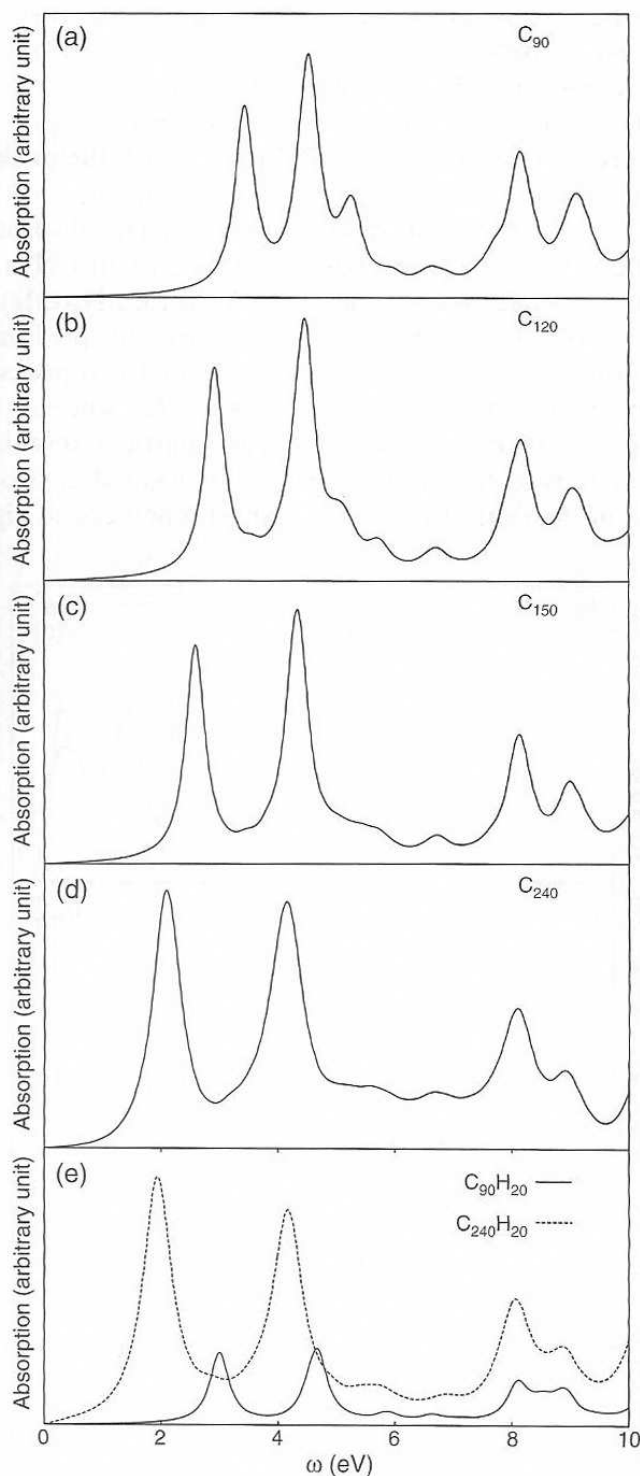 (a) C₉₀
Absorption (arbitrary unit)
(b) C₁₂₀
Absorption (arbitrary unit)
(c) C₁₅₀
Absorption (arbitrary unit)
(d) C₂₄₀
Absorption (arbitrary unit)
(e) C₉₀H₂₀
C₂₄₀H₂₀
Absorption (arbitrary unit)
0 2 4 6 8 10
ω (eV)